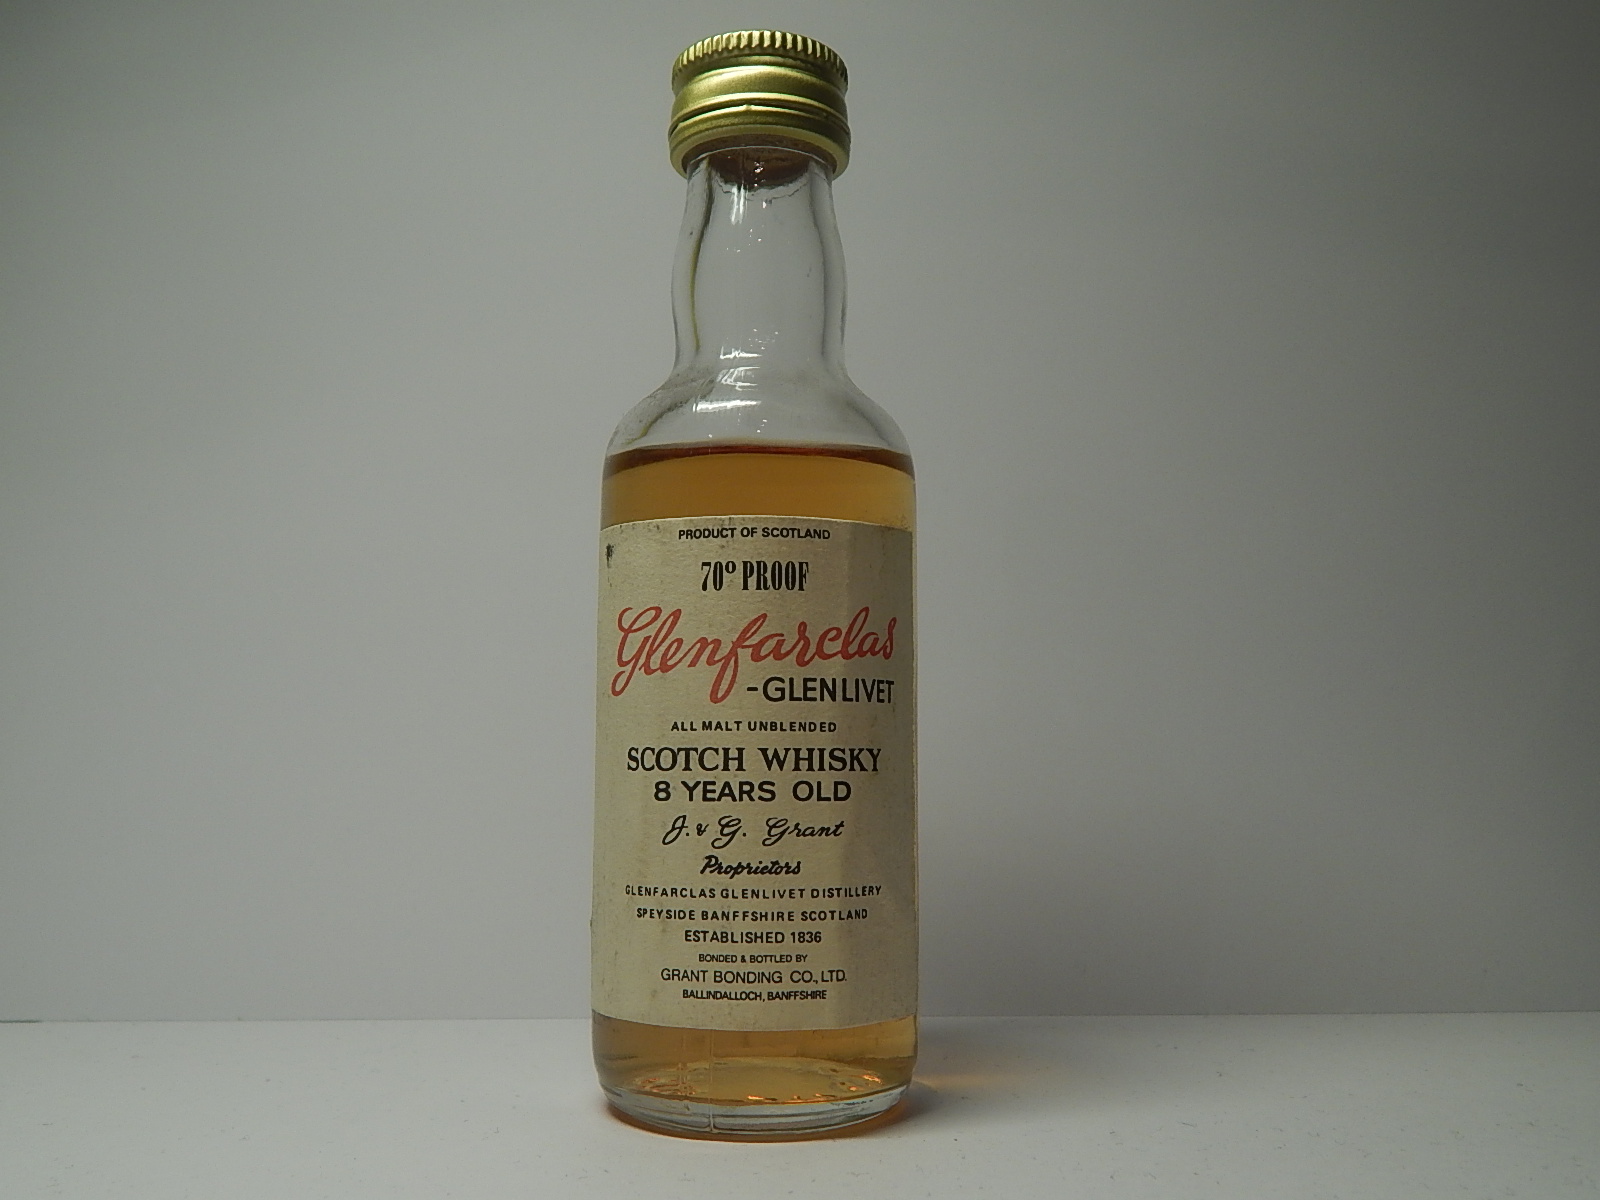 PRODUCT OF SCOTLAND
70º PROOF
Glenfarclas
-GLENLIVET
ALL MALT UNBLENDED
SCOTCH WHISKY
8 YEARS OLD
J. & G. Grant
Proprietors
GLENFARCLAS GLENLIVET DISTILLERY
SPEYSIDE BANFFSHIRE SCOTLAND
ESTABLISHED 1836
BONDED & BOTTLED BY
GRANT BONDING CO., LTD.
BALLINDALLOCH, BANFFSHIRE